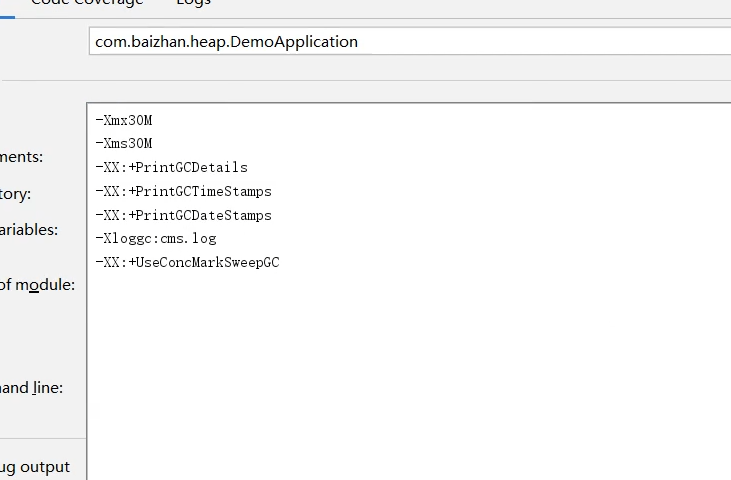 Code Coverage Logs
com.baizhan.heap.DemoApplication
-Xmx30M
-Xms30M
-XX:+PrintGCDetails
-XX:+PrintGCTimeStamps
-XX:+PrintGCDateStamps
-Xloggc:cms.log
-XX:+UseConcMarkSweepGC
ments:
tory:
ariables:
of module:
and line:
ug output